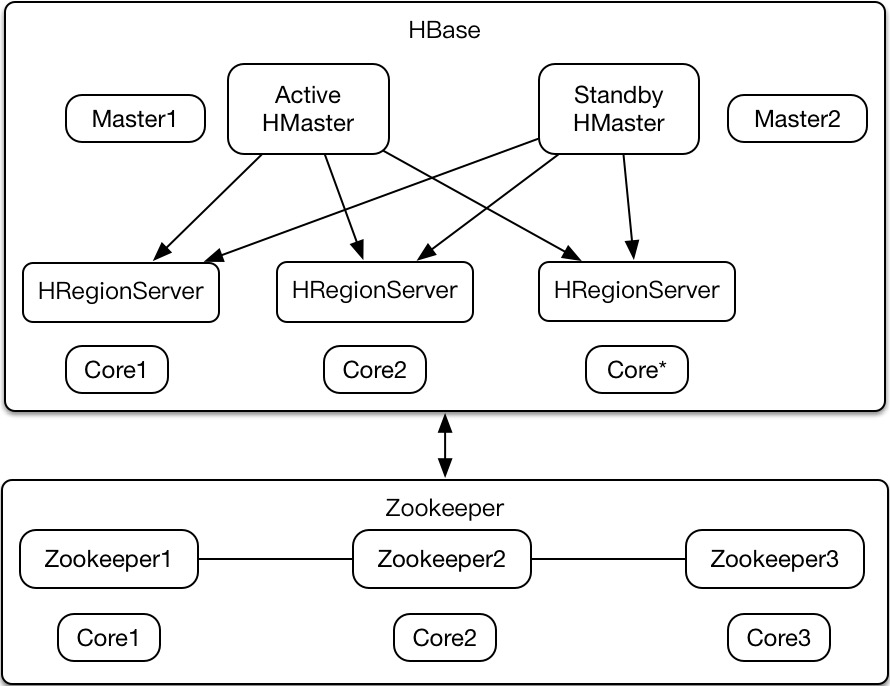 HBase
Master1
Active
HMaster
Standby
HMaster
Master2
HRegionServer
HRegionServer
HRegionServer
Core1
Core2
Core*
Zookeeper
Zookeeper1
Zookeeper2
Zookeeper3
Core1
Core2
Core3